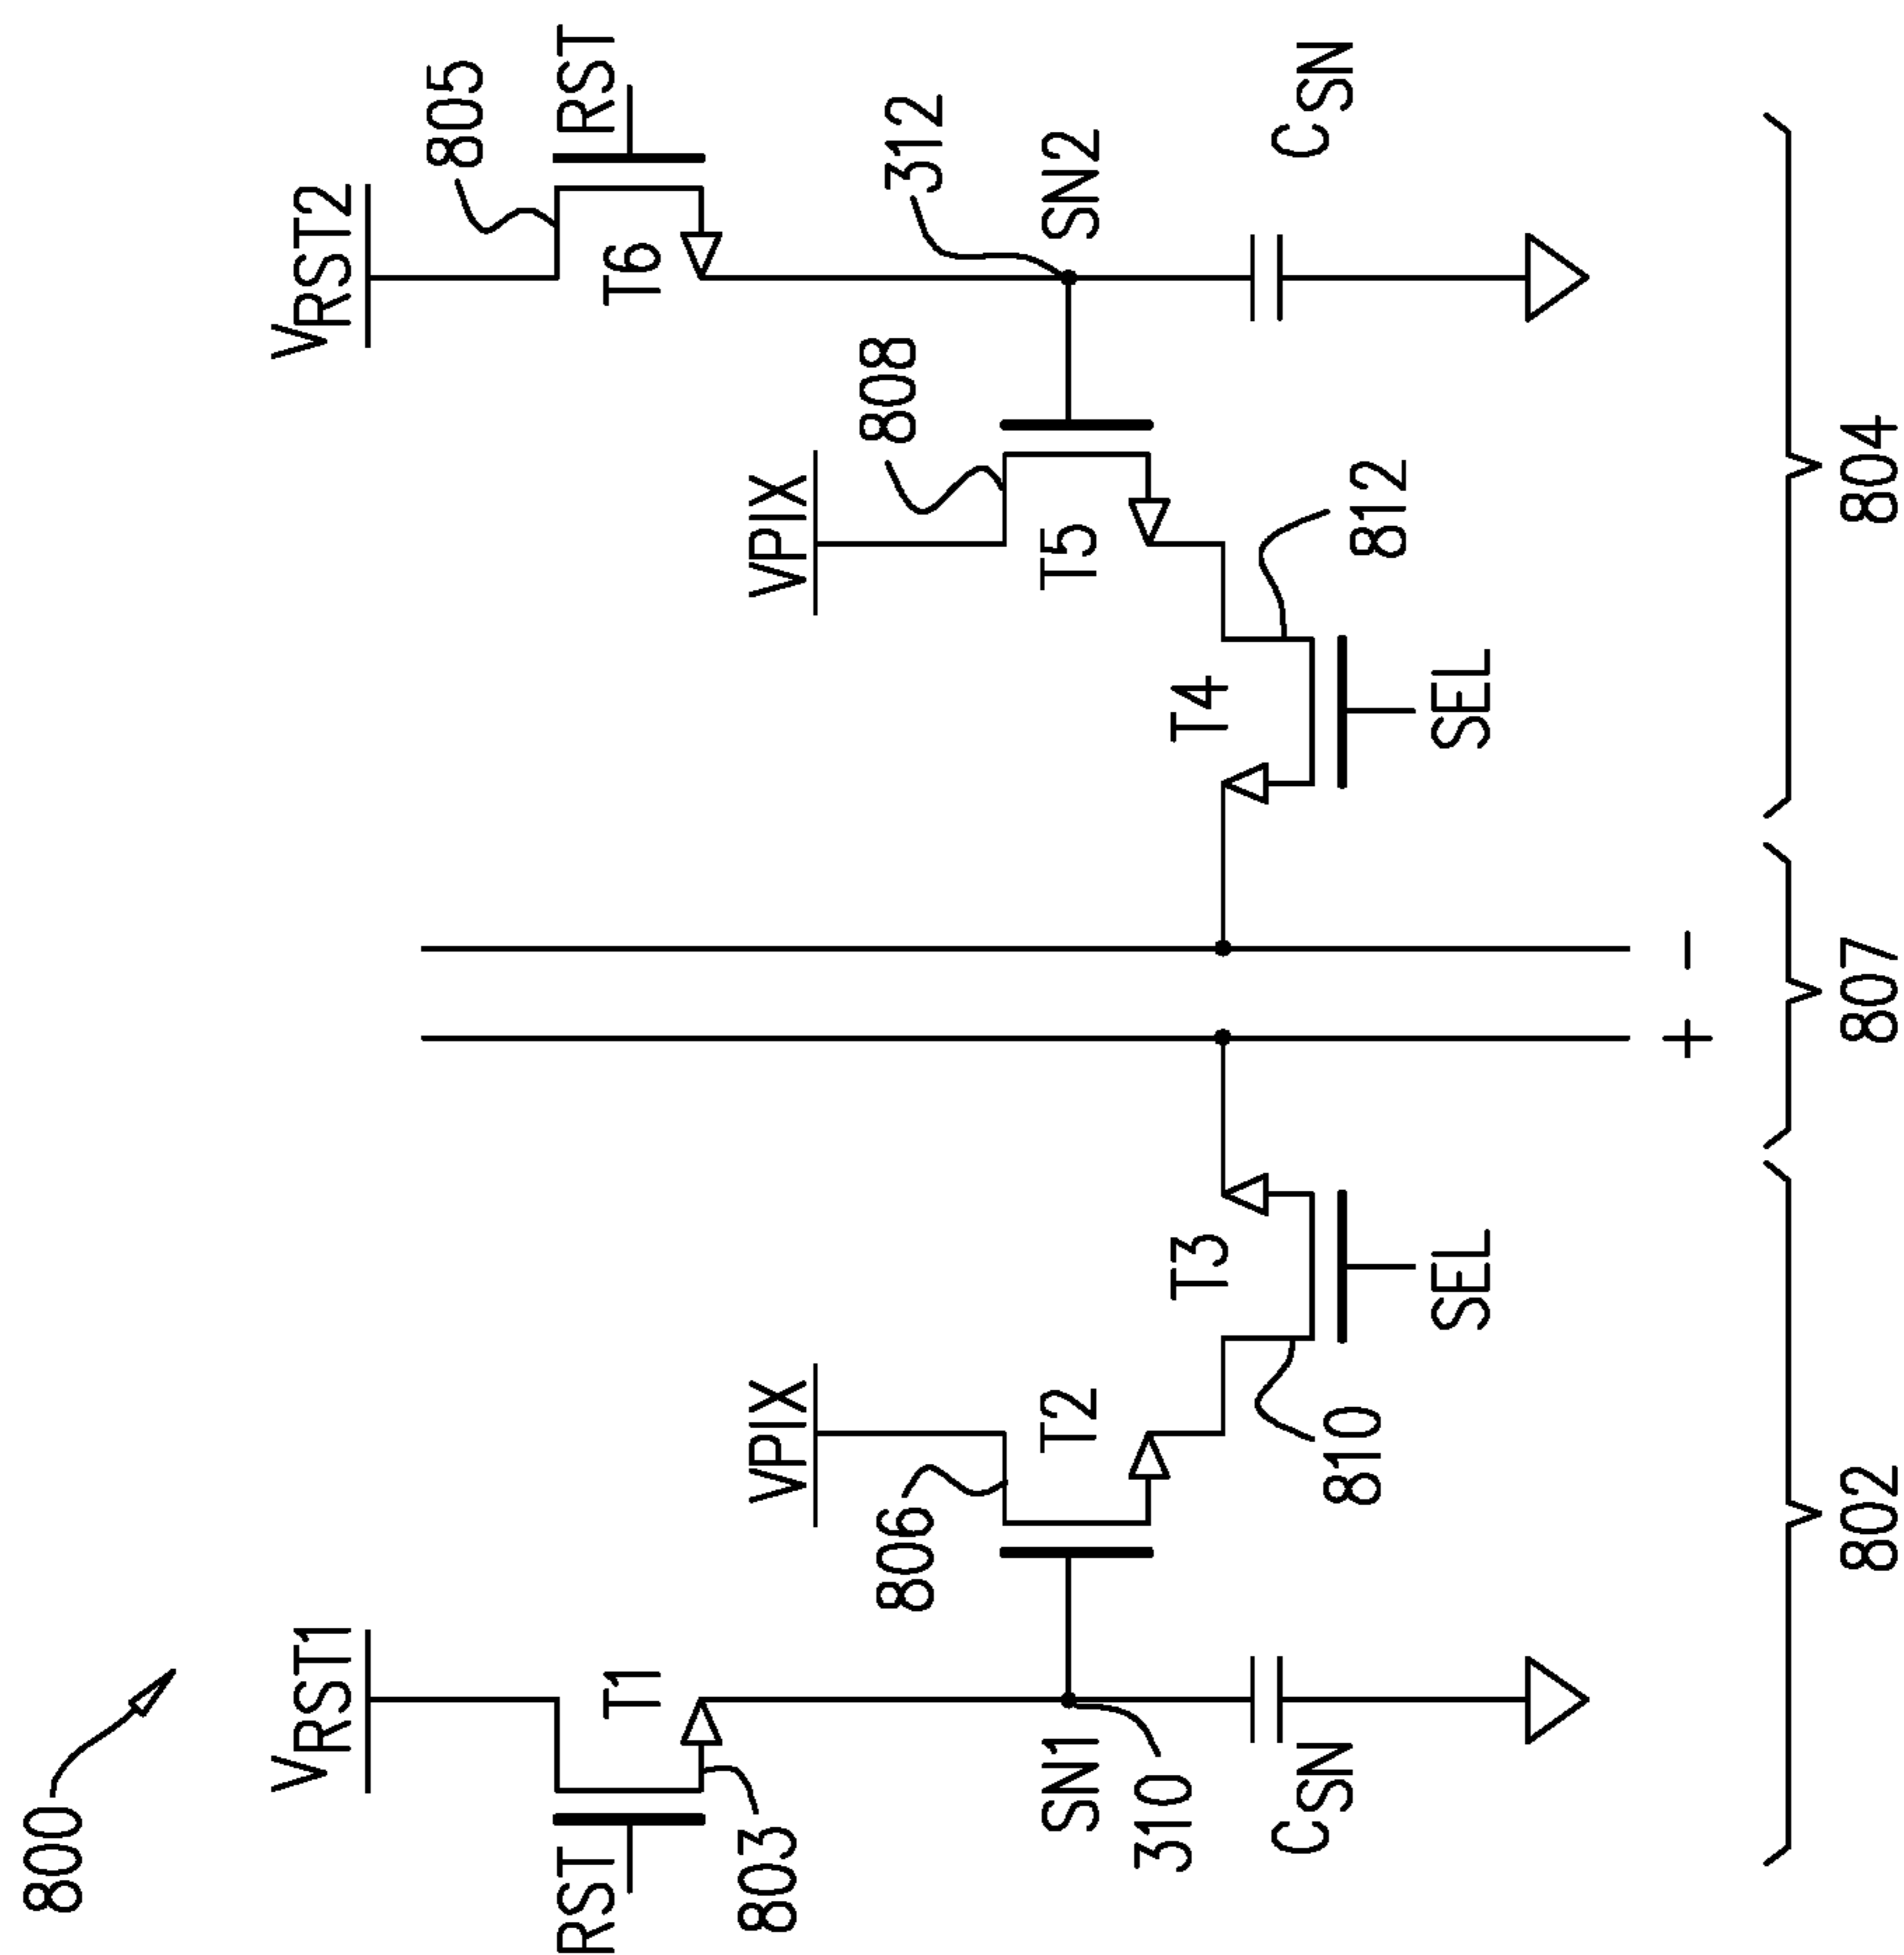 800
VRST1
VRST2
RST
T1
803
805
RST
T6
VPIX
VPIX
806
808
312
T2
T5
SN1
SN2
310
T3
T4
CSN
CSN
810
812
SEL
SEL
+ -
802
807
804